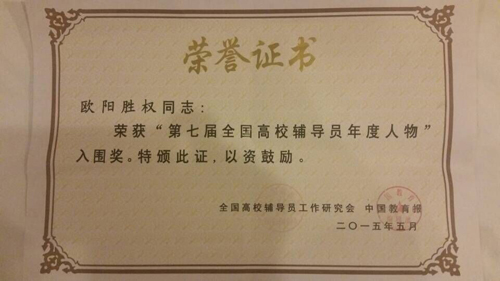 荣誉证书
欧阳胜权同志：
荣获“第七届全国高校辅导员年度人物”
入围奖。特颁此证，以资鼓励。
全国高校辅导员工作研究会 中国教育报
二〇一五年五月